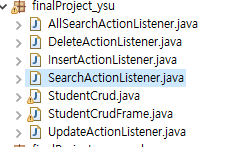 finalProject_ysu
AllSearchActionListener.java
DeleteActionListener.java
InsertActionListener.java
SearchActionListener.java
StudentCrud.java
StudentCrudFrame.java
UpdateActionListener.java